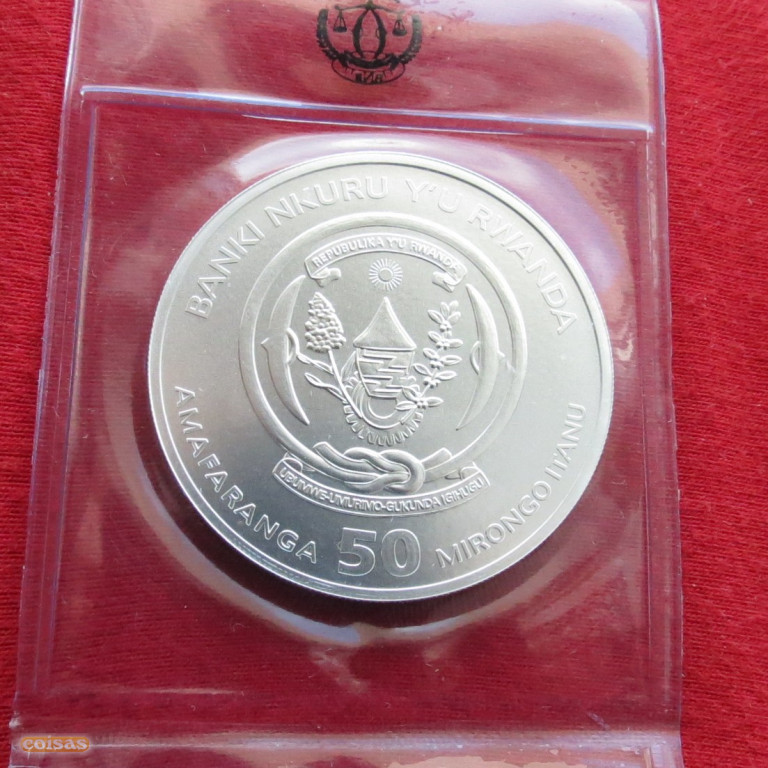 BANKI NKURU Y'U RWANDA
REPUBULIKA Y'U RWANDA
UBUMWE-UMURIMO-GUKUNDA IGIHUGU
AMAFARANGA 50 MIRONGO ITANU
coisas